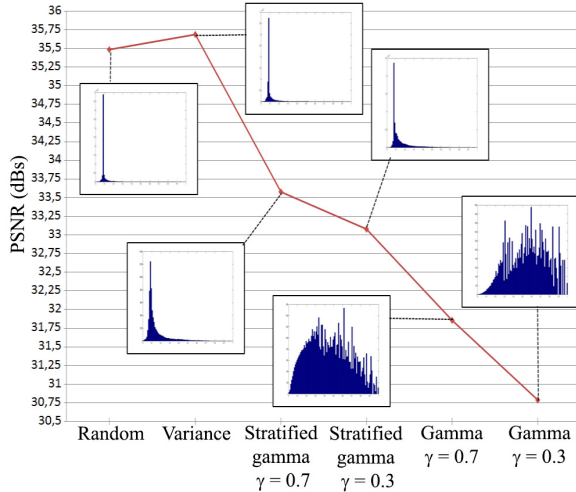 36
35,75
35,5
35,25
35
34,75
34,5
34,25
34
33,75
33,5
33,25
33
32,75
32,5
32,25
32
31,75
31,5
31,25
31
30,75
30,5
PSNR (dBs)
Random
Variance
Stratified
gamma
γ = 0.7
Stratified
gamma
γ = 0.3
Gamma
γ = 0.7
Gamma
γ = 0.3